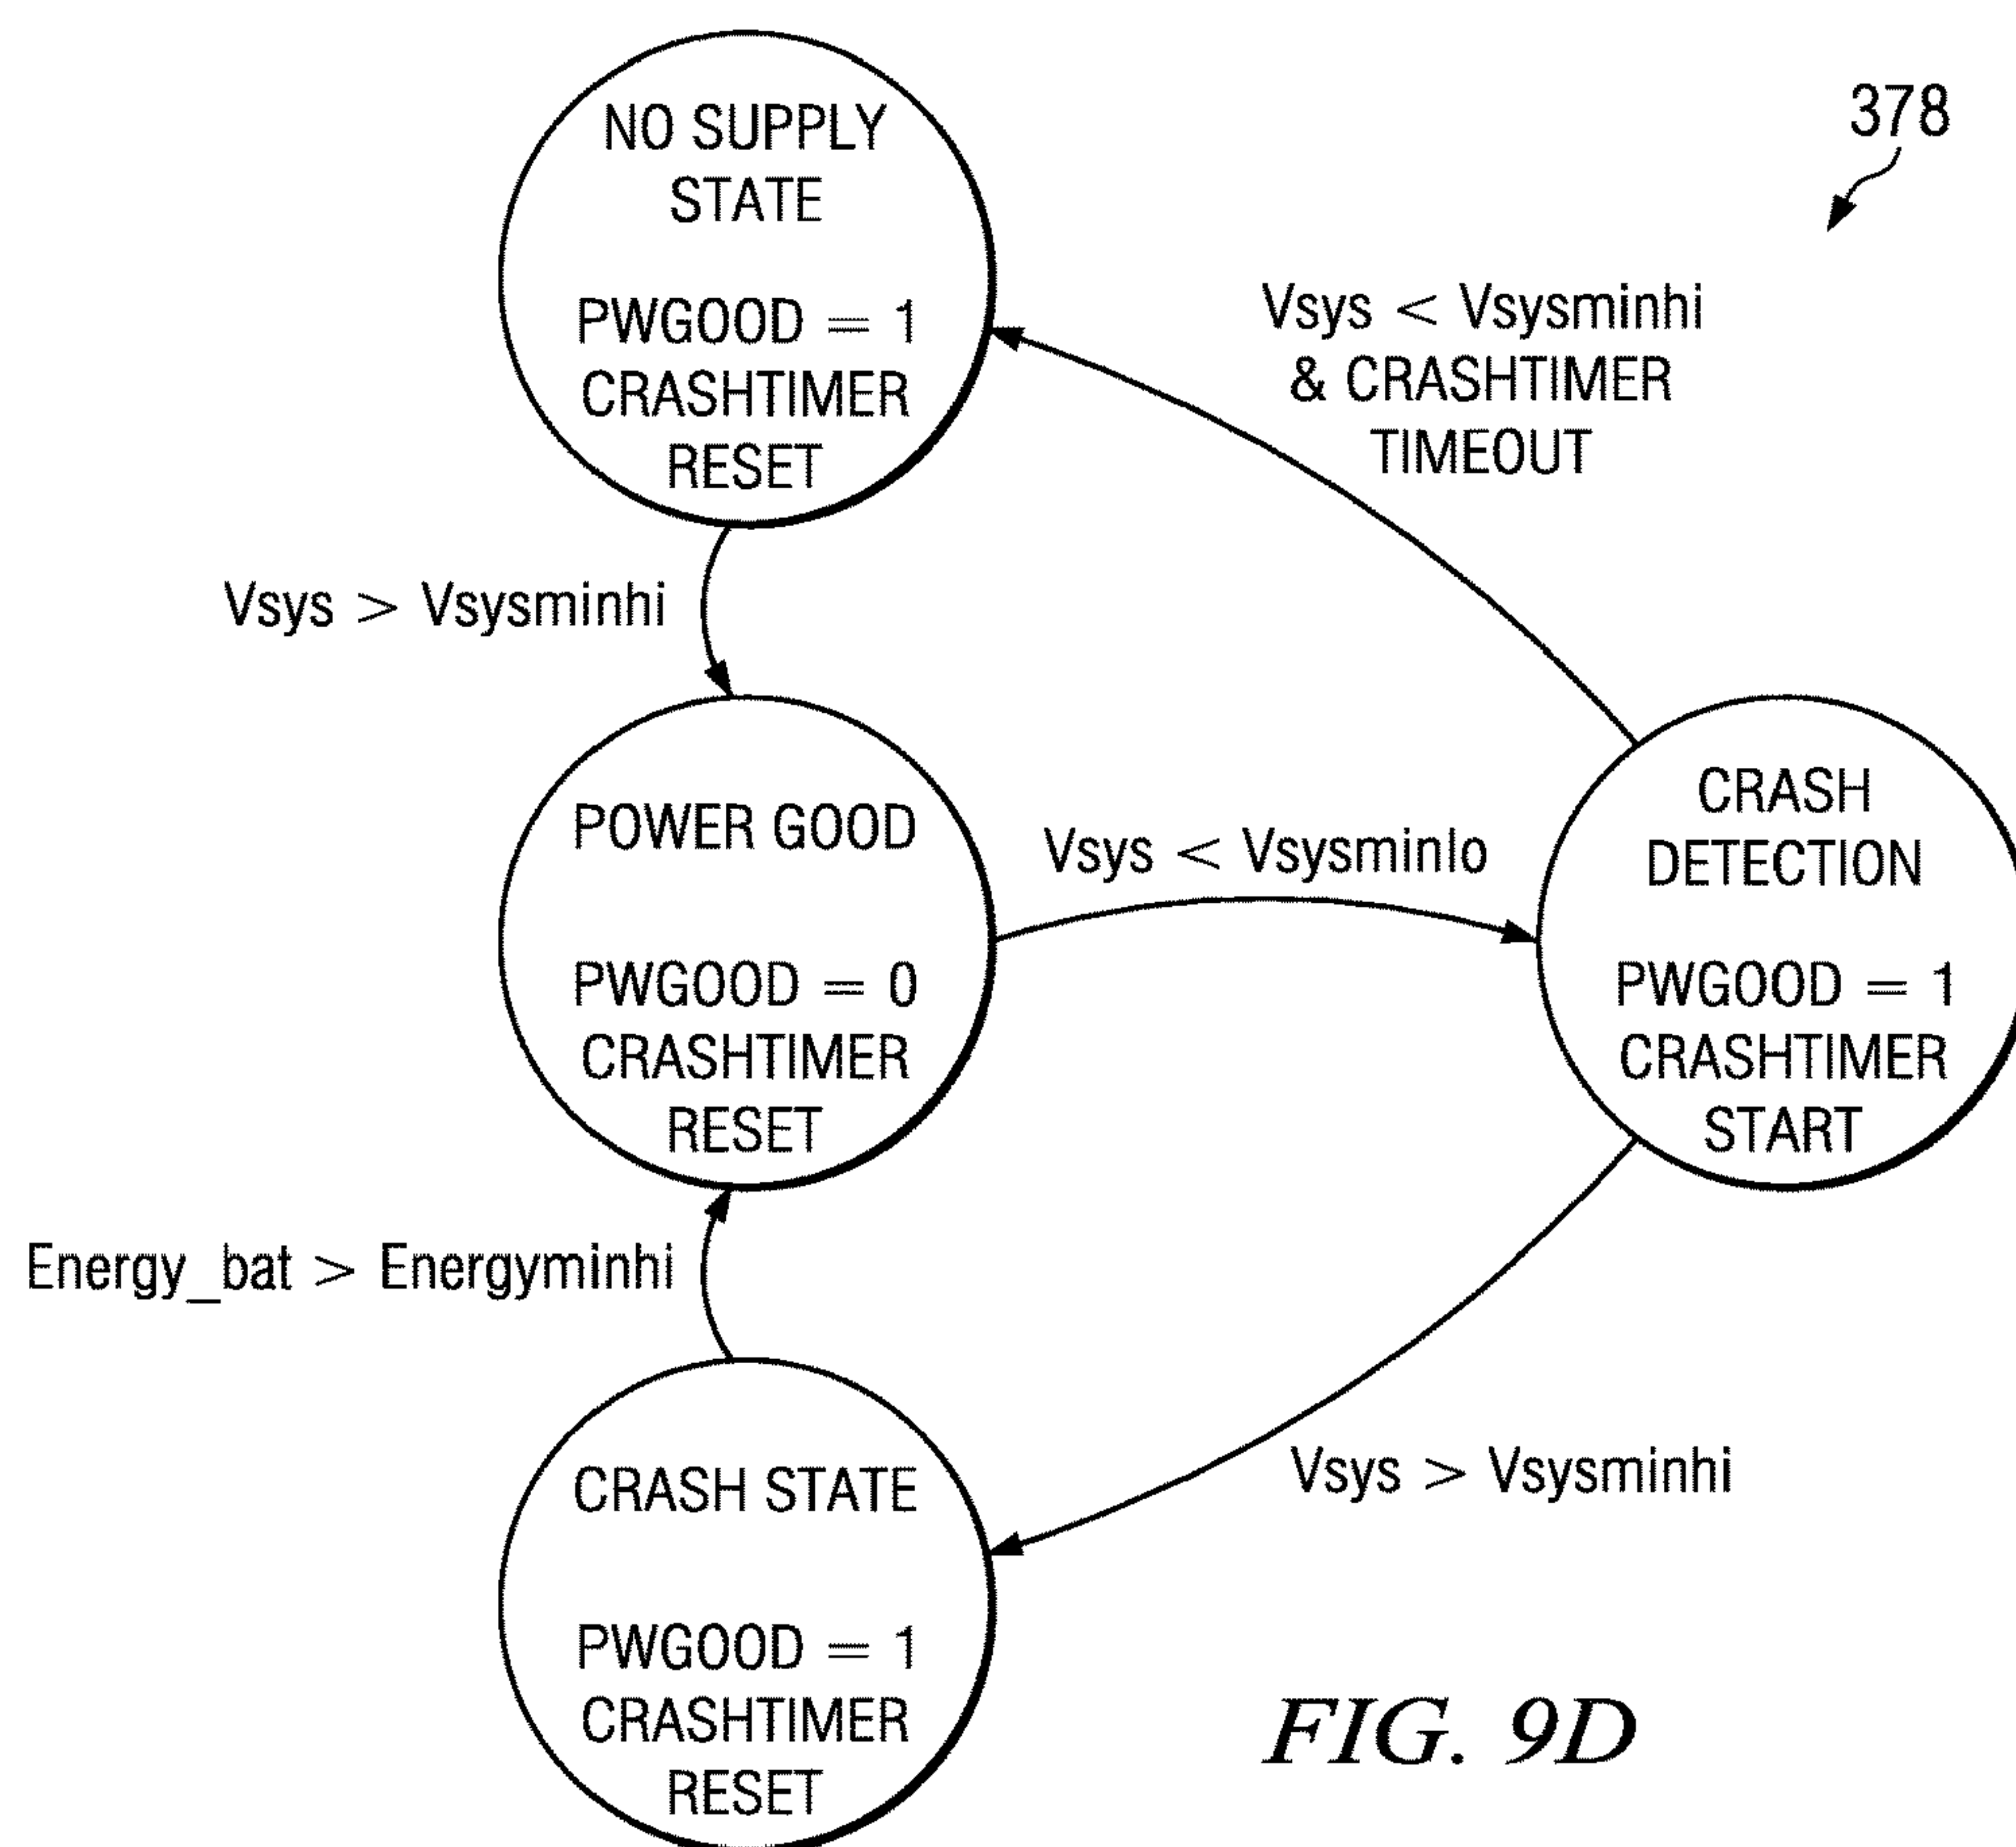 NO SUPPLY
STATE
PWGOOD = 1
CRASHTIMER
RESET
378
Vsys < Vsysminhi
& CRASHTIMER
TIMEOUT
Vsys > Vsysminhi
POWER GOOD
PWGOOD = 0
CRASHTIMER
RESET
Vsys < Vsysminlo
CRASH
DETECTION
PWGOOD = 1
CRASHTIMER
START
Energy_bat > Energyminhi
Vsys > Vsysminhi
CRASH STATE
PWGOOD = 1
CRASHTIMER
RESET
FIG. 9D